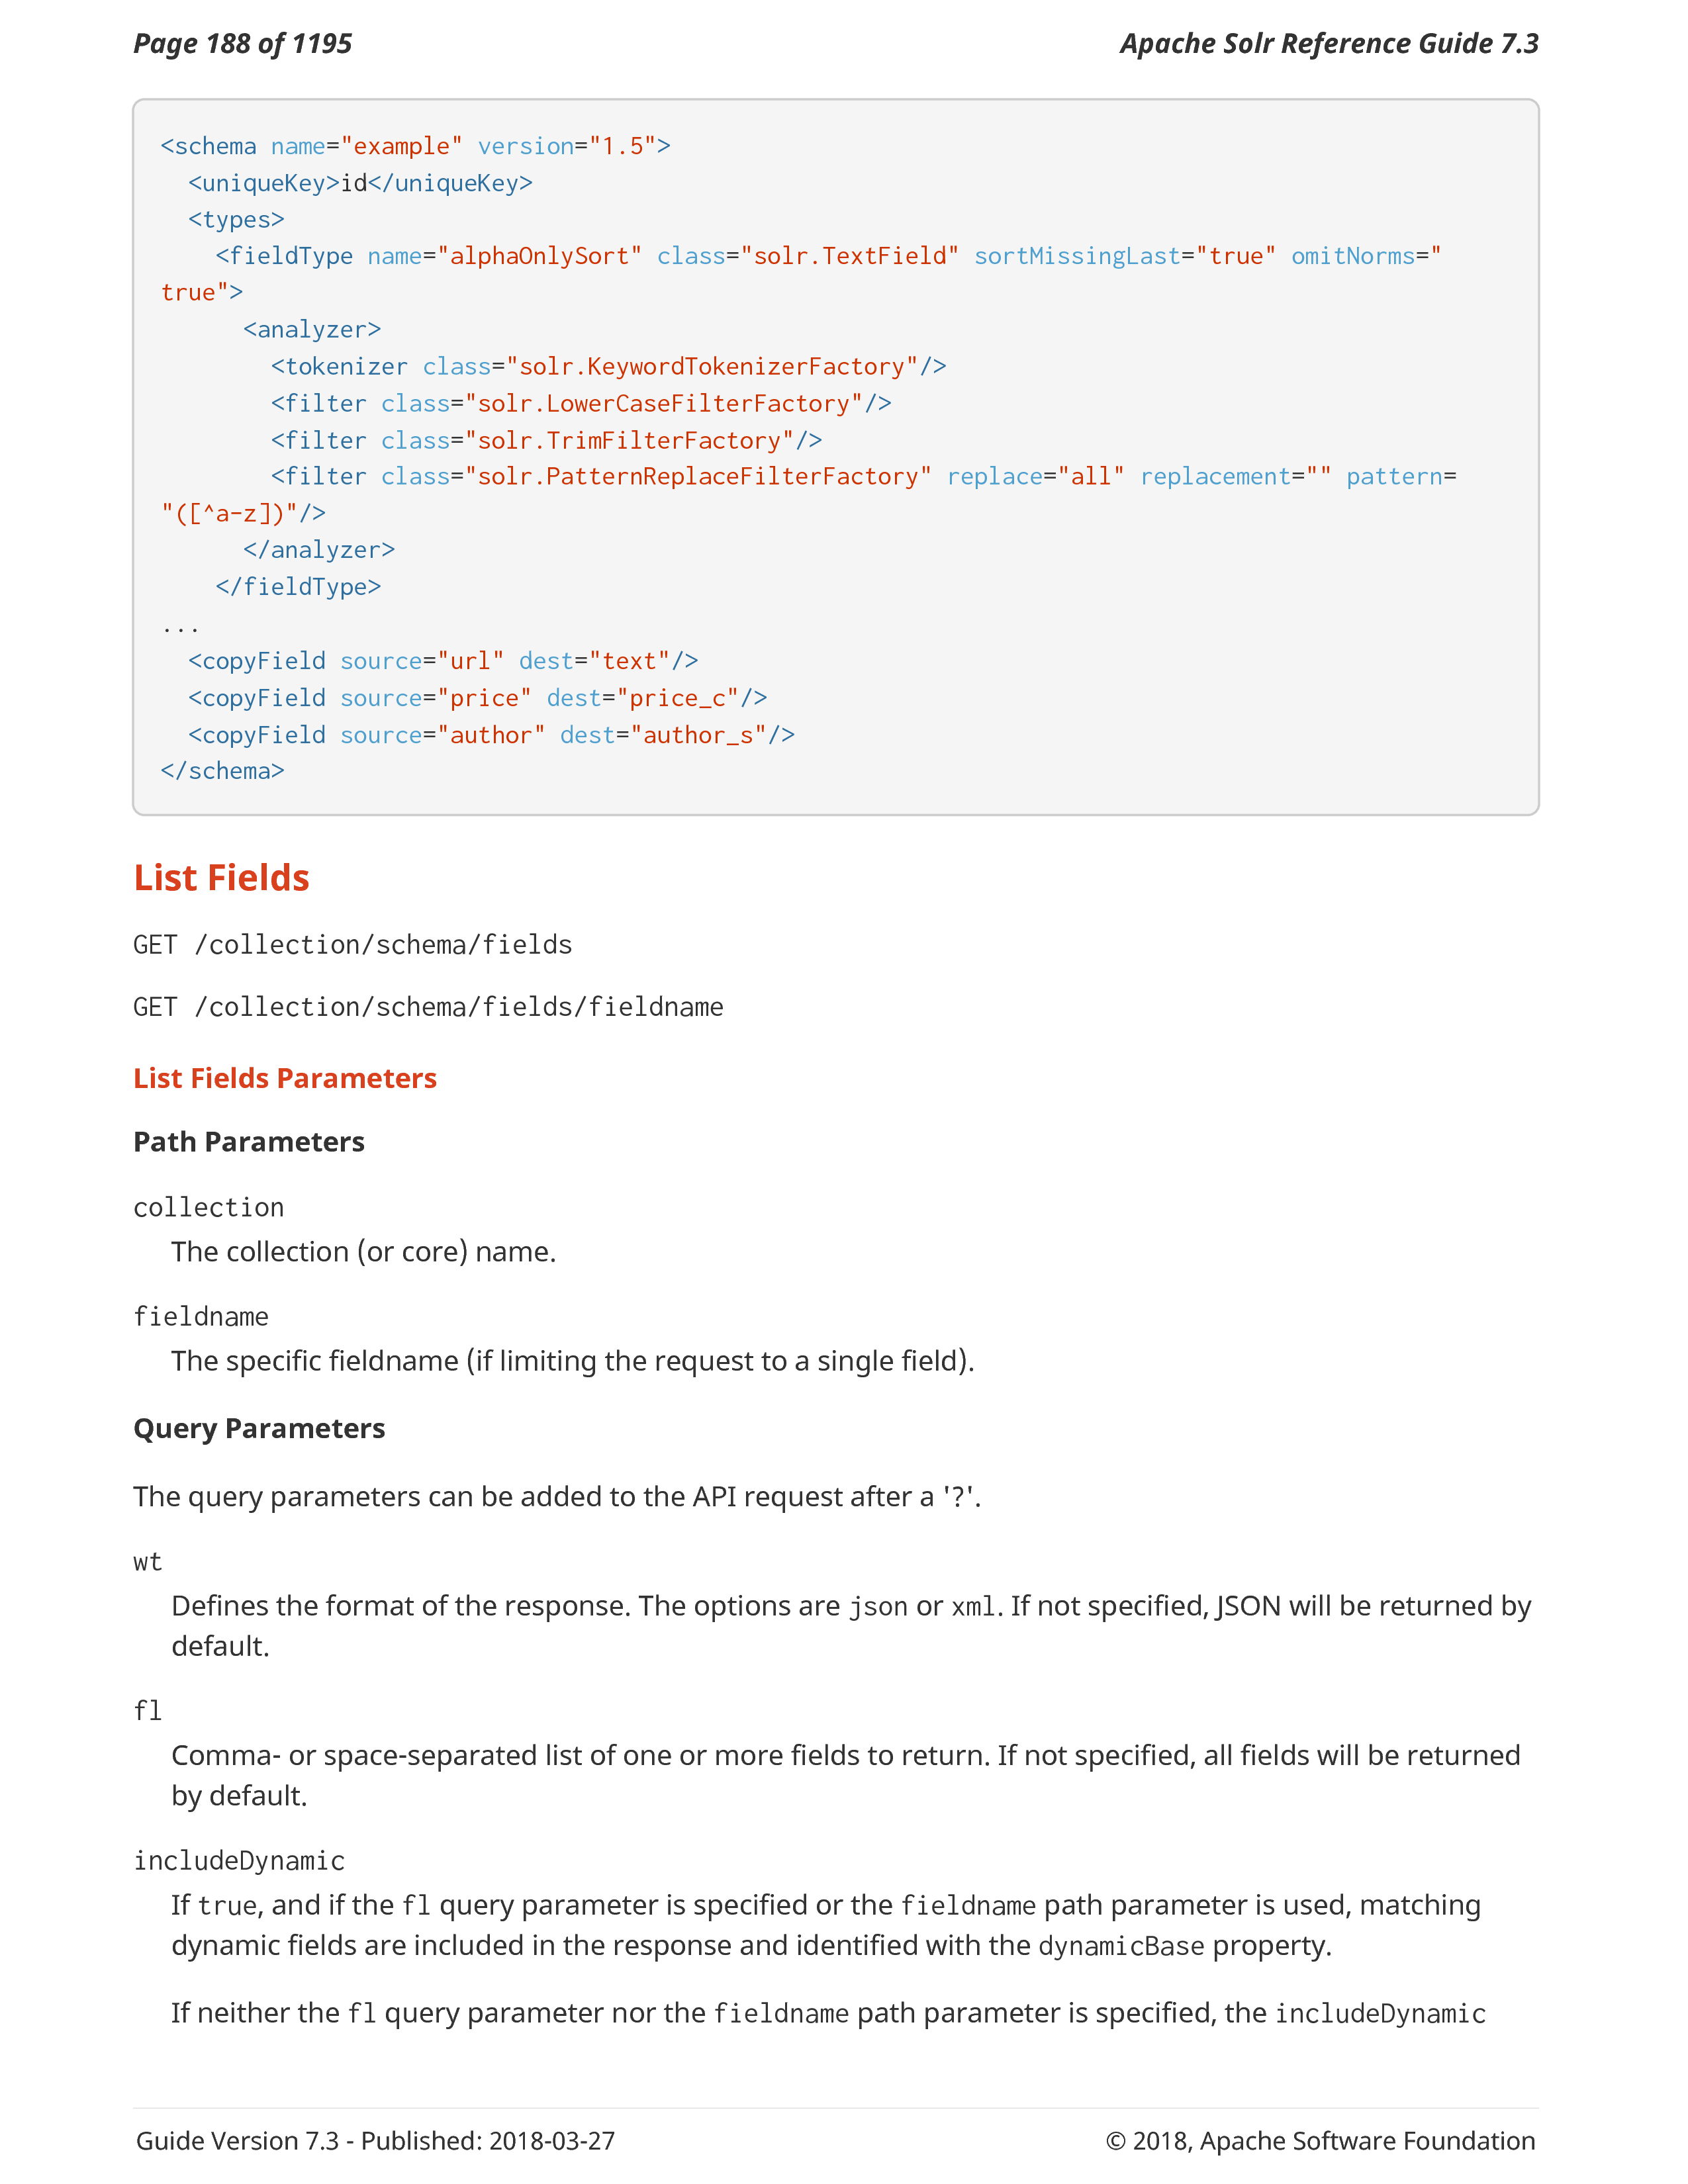 Page 188 of 1195
Apache Solr Reference Guide 7.3
<schema name="example" version="1.5">
  <uniqueKey>id</uniqueKey>
  <types>
    <fieldType name="alphaOnlySort" class="solr.TextField" sortMissingLast="true" omitNorms="
true">
      <analyzer>
        <tokenizer class="solr.KeywordTokenizerFactory"/>
        <filter class="solr.LowerCaseFilterFactory"/>
        <filter class="solr.TrimFilterFactory"/>
        <filter class="solr.PatternReplaceFilterFactory" replace="all" replacement="" pattern=
"([^a-z])"/>
      </analyzer>
    </fieldType>
...
  <copyField source="url" dest="text"/>
  <copyField source="price" dest="price_c"/>
  <copyField source="author" dest="author_s"/>
</schema>
List Fields
GET /collection/schema/fields
GET /collection/schema/fields/fieldname
List Fields Parameters
Path Parameters
collection
The collection (or core) name.
fieldname
The specific fieldname (if limiting the request to a single field).
Query Parameters
The query parameters can be added to the API request after a '?'.
wt
Defines the format of the response. The options are json or xml. If not specified, JSON will be returned by
default.
fl
Comma- or space-separated list of one or more fields to return. If not specified, all fields will be returned
by default.
includeDynamic
If true, and if the fl query parameter is specified or the fieldname path parameter is used, matching
dynamic fields are included in the response and identified with the dynamicBase property.
If neither the fl query parameter nor the fieldname path parameter is specified, the includeDynamic
Guide Version 7.3 - Published: 2018-03-27
© 2018, Apache Software Foundation